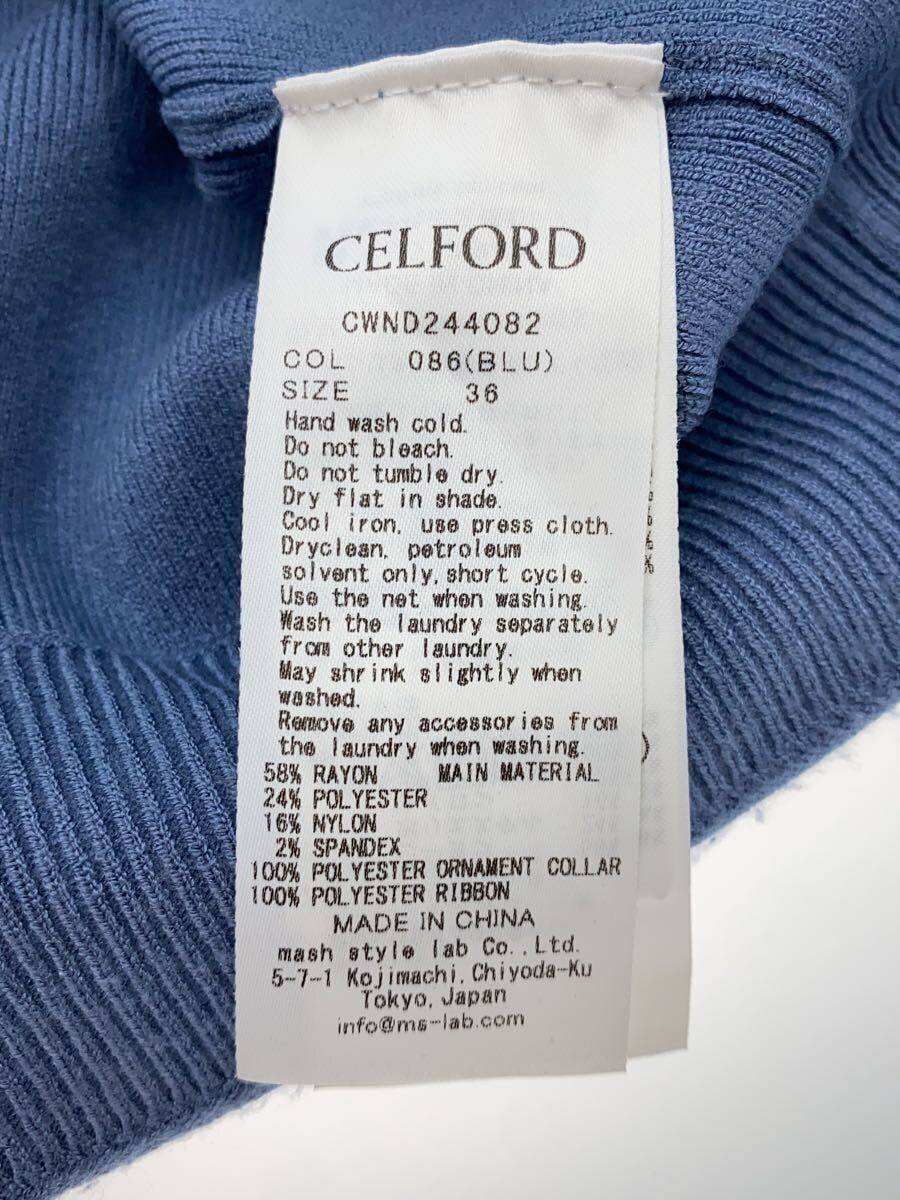 CELFORD
CWND244082
COL 086(BLU)
SIZE 36
Hand wash cold.
Do not bleach.
Do not tumble dry.
Dry flat in shade.
Cool iron, use press cloth.
Dryclean, petroleum
solvent only,short cycle.
Use the net when washing.
Wash the laundry separately
from other laundry.
May shrink slightly when
washed.
Remove any accessories from
the laundry when washing.
58% RAYON MAIN MATERIAL
24% POLYESTER
16% NYLON
2% SPANDEX
100% POLYESTER ORNAMENT COLLAR
100% POLYESTER RIBBON
MADE IN CHINA
mash style lab Co.,Ltd.
5-7-1 Kojimachi,Chiyoda-Ku
Tokyo,Japan
info@ms-lab.com